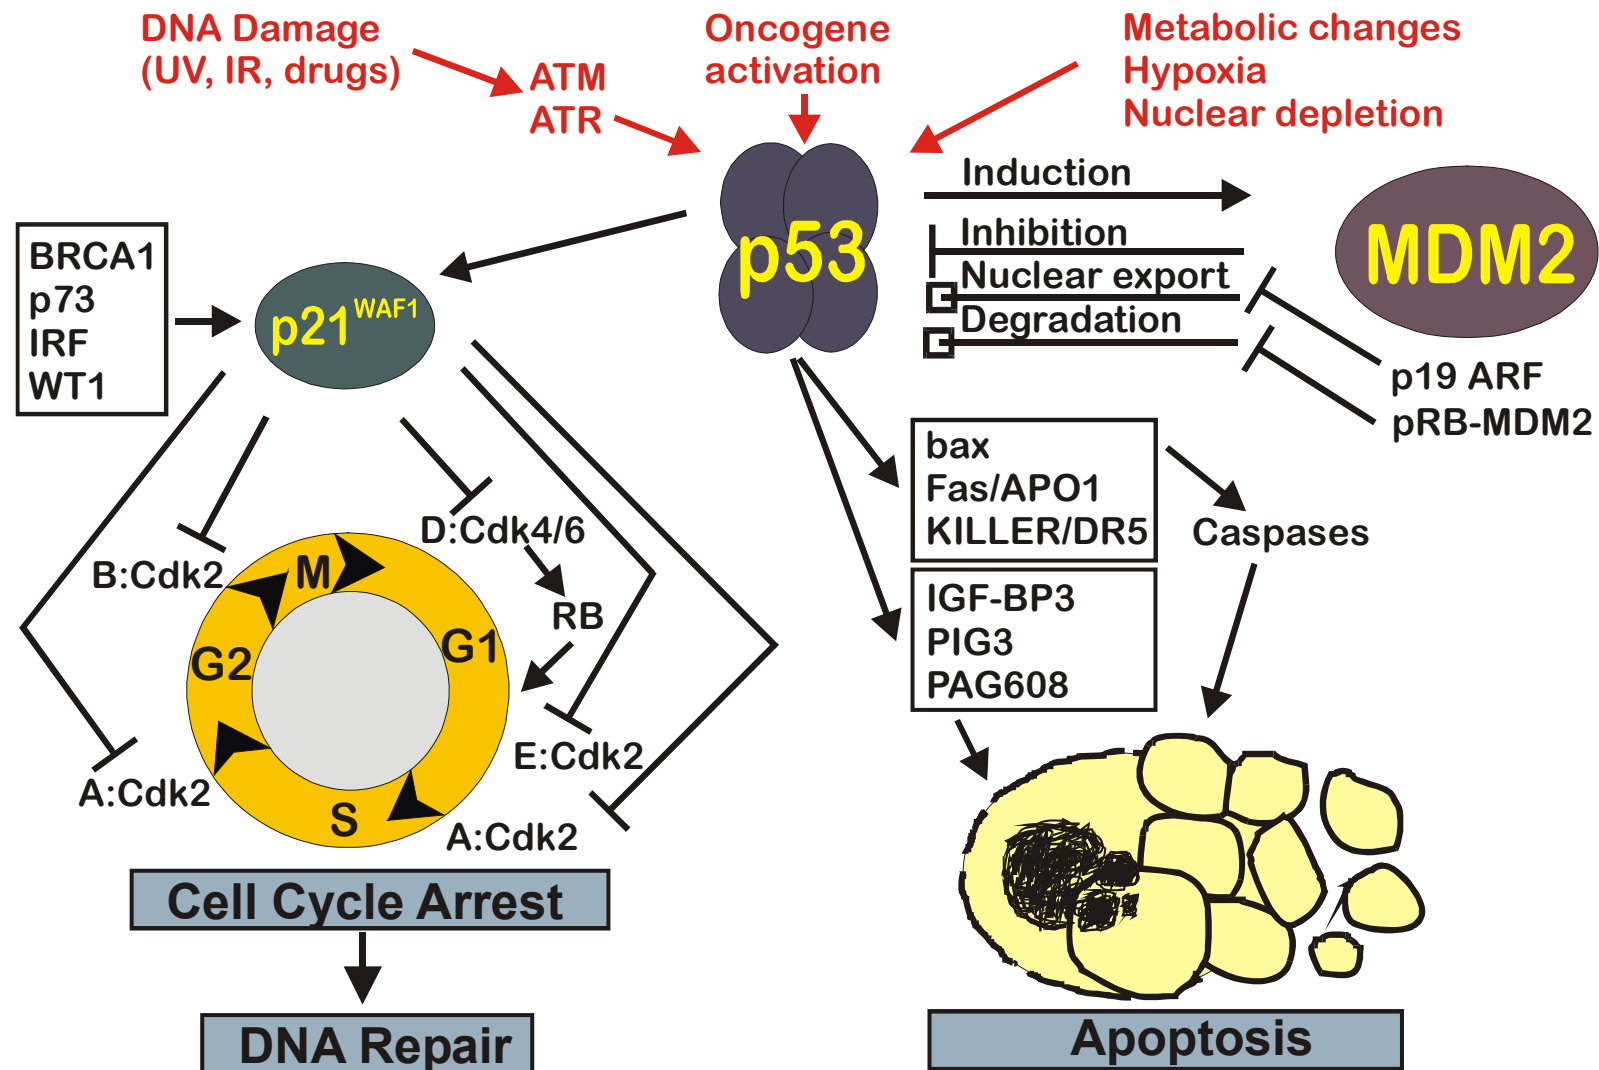 DNA Damage
(UV, IR, drugs)
ATM
ATR
Oncogene
activation
Metabolic changes
Hypoxia
Nuclear depletion
p53
Induction
Inhibition
Nuclear export
Degradation
MDM2
p19 ARF
pRB-MDM2
BRCA1
p73
IRF
WT1
p21WAF1
bax
Fas/APO1
KILLER/DR5
Caspases
IGF-BP3
PIG3
PAG608
D:Cdk4/6
RB
B:Cdk2
M
G1
G2
S
E:Cdk2
A:Cdk2
A:Cdk2
Cell Cycle Arrest
DNA Repair
Apoptosis